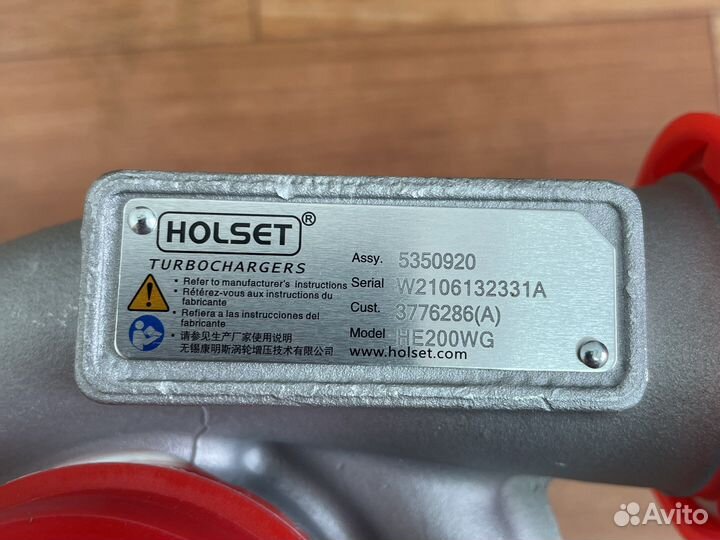 HOLSET®
TURBOCHARGERS
• Refer to manufacturer's instructions
• Rétérez-vous aux instructions du
fabricante
• Refiera a las instrucciones del
fabricante
• 请参见生产厂家使用说明
无锡康明斯涡轮增压技术有限公司
Assy. 5350920
Serial W2106132331A
Cust. 3776286(A)
Model HE200WG
www.holset.com
Avito